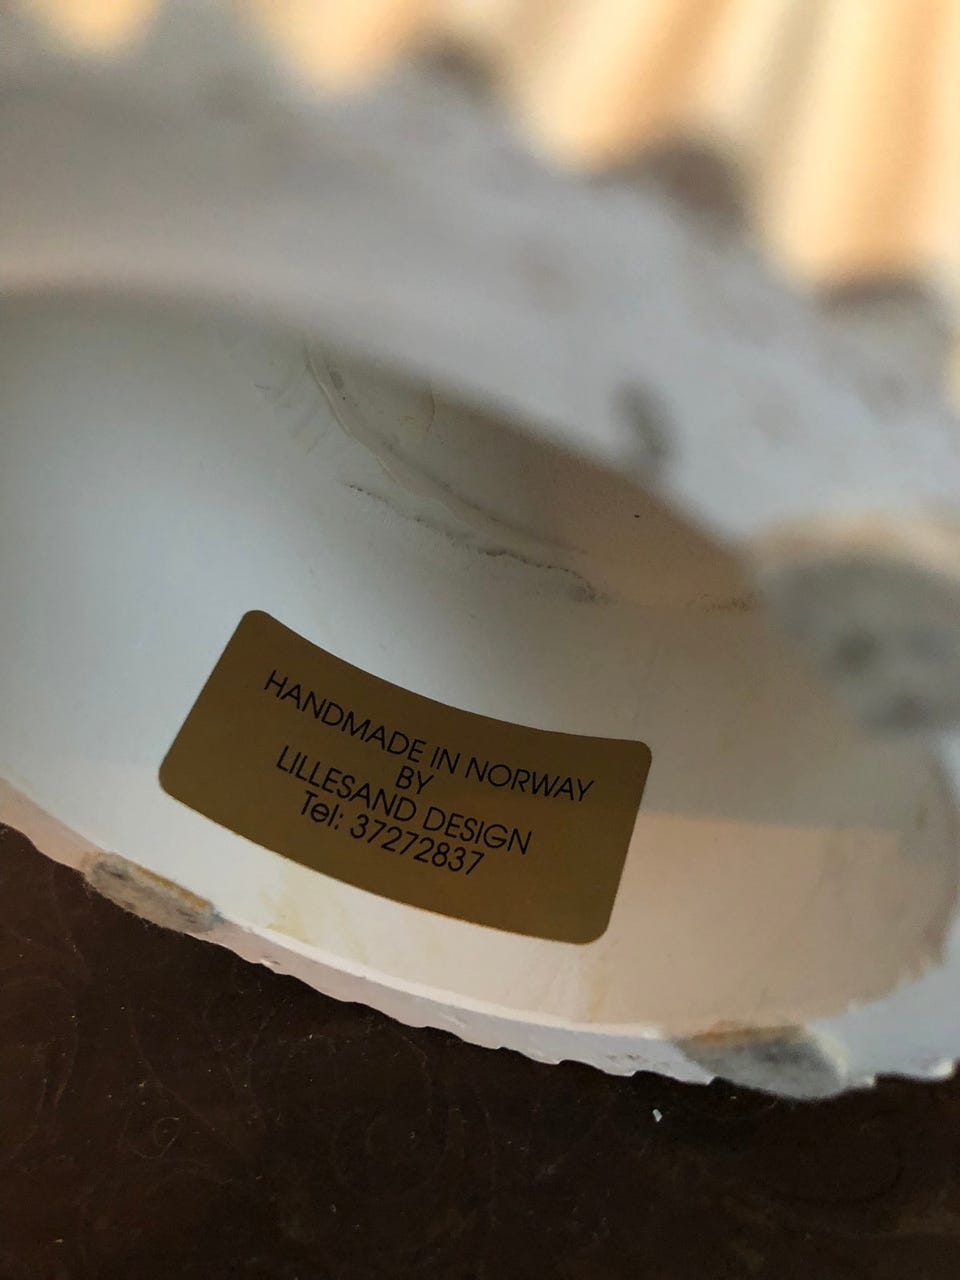 HANDMADE IN NORWAY
BY
LILLESAND DESIGN
Tel: 37272837